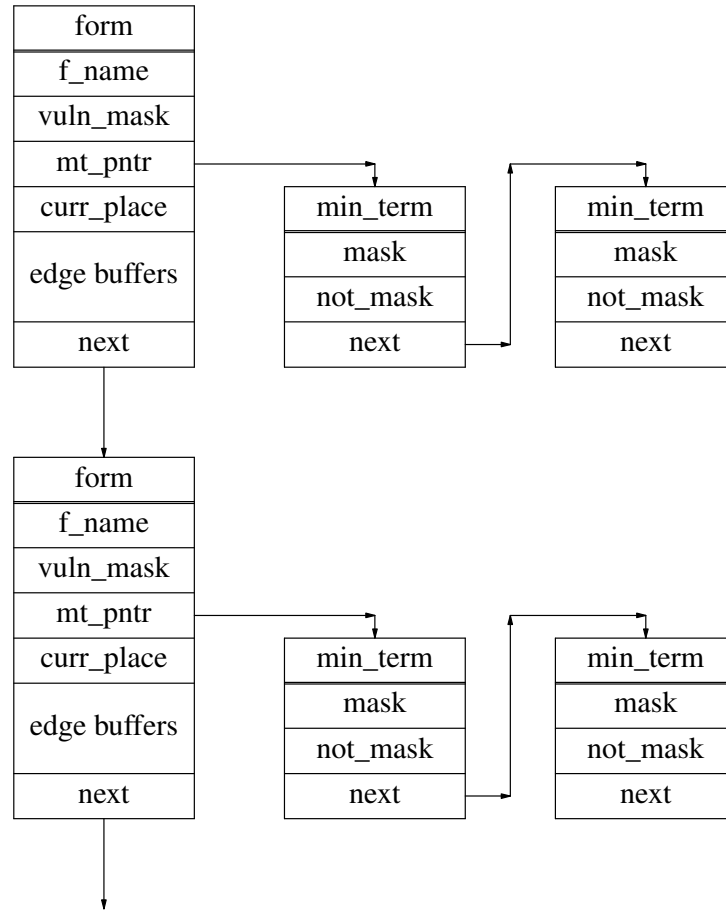 form
f_name
vuln_mask
mt_pntr
curr_place
edge buffers
next
min_term
mask
not_mask
next
min_term
mask
not_mask
next
form
f_name
vuln_mask
mt_pntr
curr_place
edge buffers
next
min_term
mask
not_mask
next
min_term
mask
not_mask
next